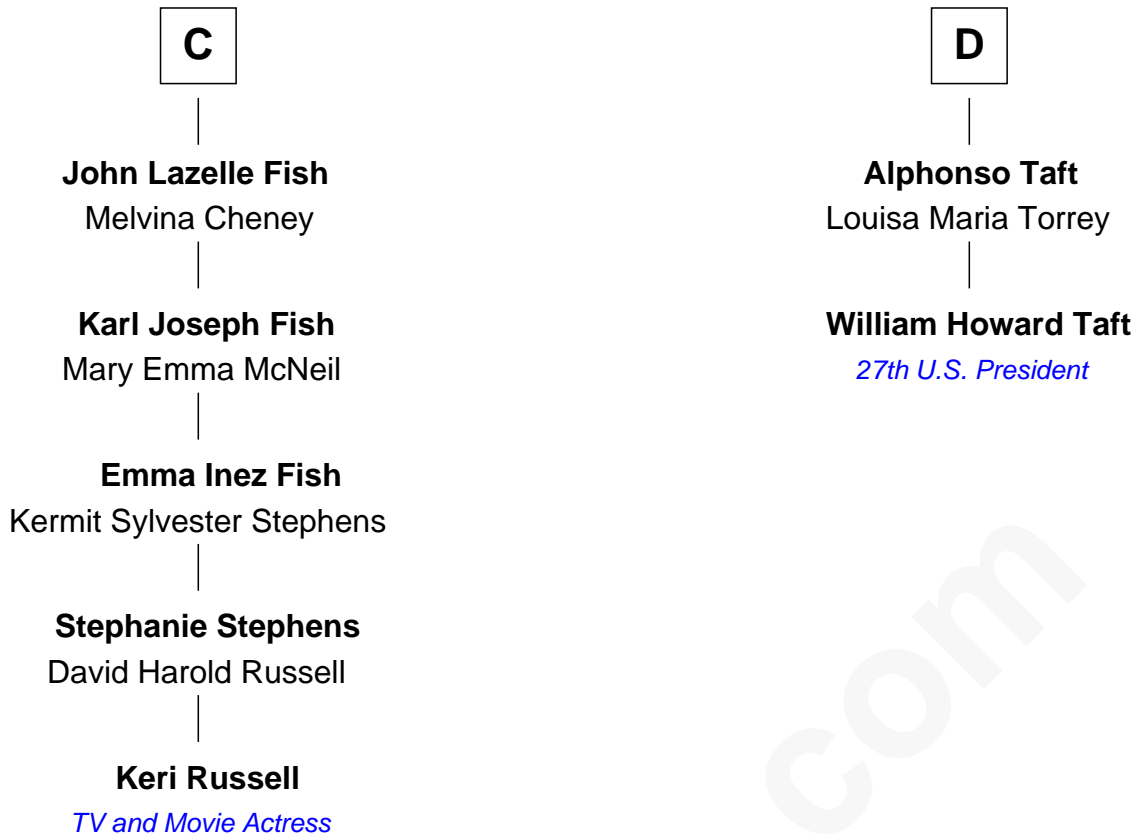 C
John Lazelle Fish
Melvina Cheney
Karl Joseph Fish
Mary Emma McNeil
Emma Inez Fish
Kermit Sylvester Stephens
Stephanie Stephens
David Harold Russell
Keri Russell
TV and Movie Actress
D
Alphonso Taft
Louisa Maria Torrey
William Howard Taft
27th U.S. President
com